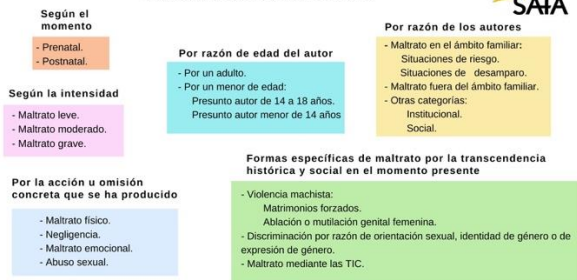 SATA
Según el
momento
- Prenatal.
- Postnatal.
Según la intensidad
- Maltrato leve.
- Maltrato moderado.
- Maltrato grave.
Por la acción u omisión
concreta que se ha producido
- Maltrato físico.
- Negligencia.
- Maltrato emocional.
- Abuso sexual.
Por razón de edad del autor
- Por un adulto.
- Por un menor de edad:
Presunto autor de 14 a 18 años.
Presunto autor menor de 14 años
Por razón de los autores
- Maltrato en el ámbito familiar:
Situaciones de riesgo.
Situaciones de desamparo.
- Maltrato fuera del ámbito familiar.
- Otras categorías:
Institucional.
Social.
Formas específicas de maltrato por la transcendencia
histórica y social en el momento presente
- Violencia machista:
Matrimonios forzados.
Ablación o mutilación genital femenina.
- Discriminación por razón de orientación sexual, identidad de género o de
expresión de género.
- Maltrato mediante las TIC.